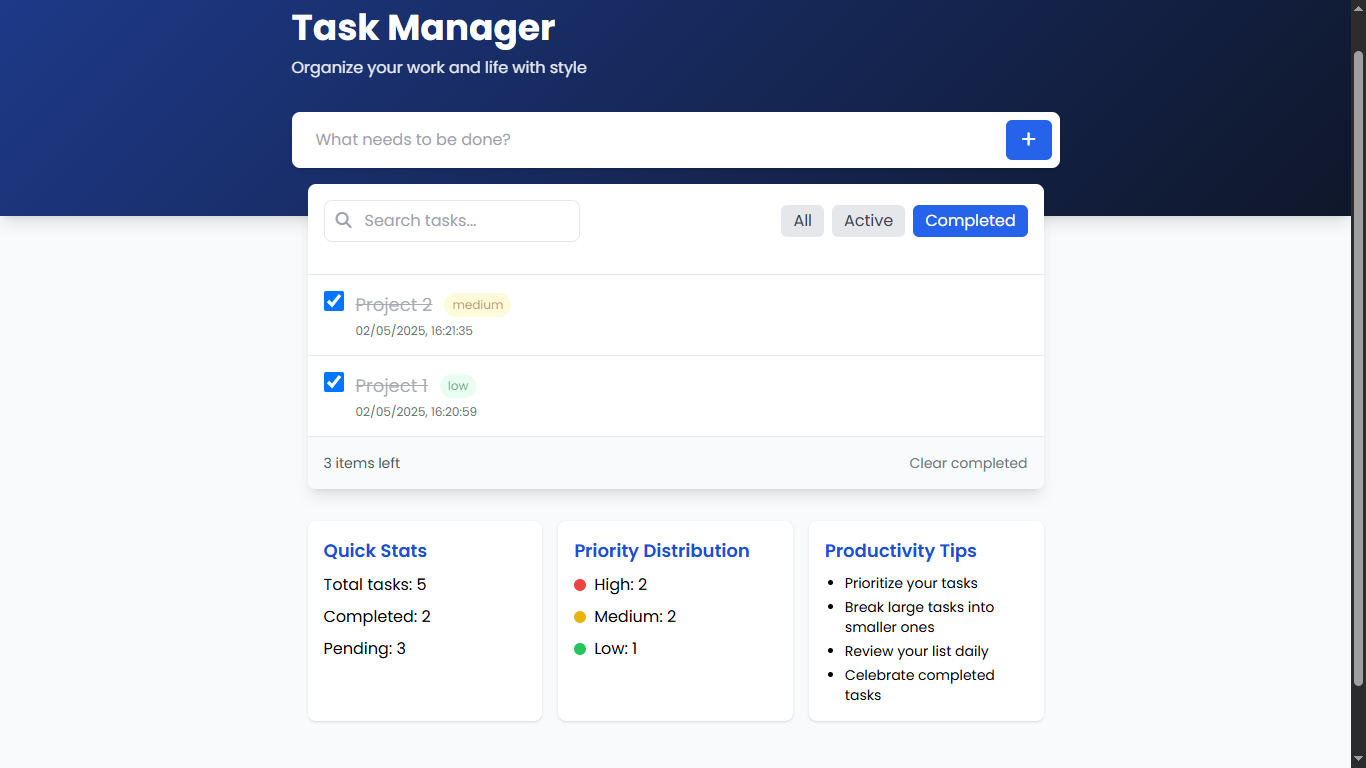 Task Manager
Organize your work and life with style
What needs to be done?
+
Search tasks...
All Active Completed
Project 2 medium
02/05/2025, 16:21:35
Project 1 low
02/05/2025, 16:20:59
3 items left Clear completed
Quick Stats
Total tasks: 5
Completed: 2
Pending: 3
Priority Distribution
High: 2
Medium: 2
Low: 1
Productivity Tips
Prioritize your tasks
Break large tasks into
smaller ones
Review your list daily
Celebrate completed
tasks